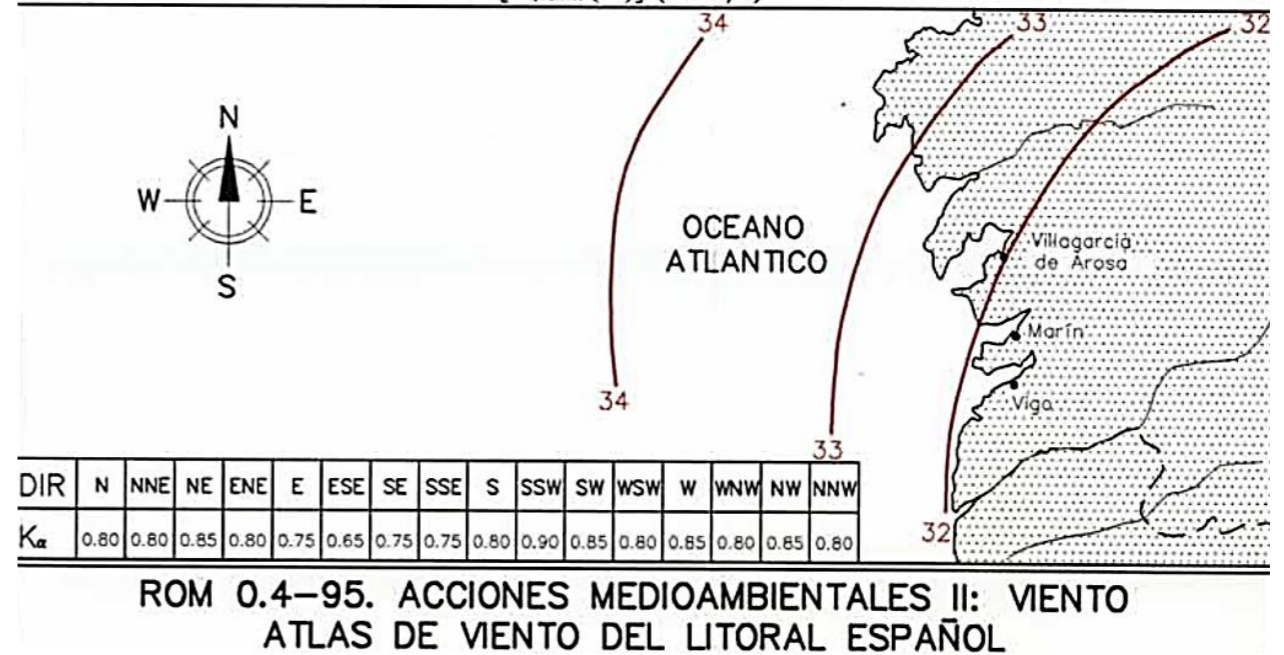 34
33
32
N
W
E
S
OCEANO
ATLANTICO
Villagarcia
de Arosa
Marín
Vigo
34
33
32
DIR N NNE NE ENE E ESE SE SSE S SSW SW WSW W WNW NW NNW
Kα 0.80 0.80 0.85 0.80 0.75 0.65 0.75 0.75 0.80 0.90 0.85 0.80 0.85 0.80 0.85 0.80
ROM 0.4-95. ACCIONES MEDIOAMBIENTALES II: VIENTO
ATLAS DE VIENTO DEL LITORAL ESPAÑOL